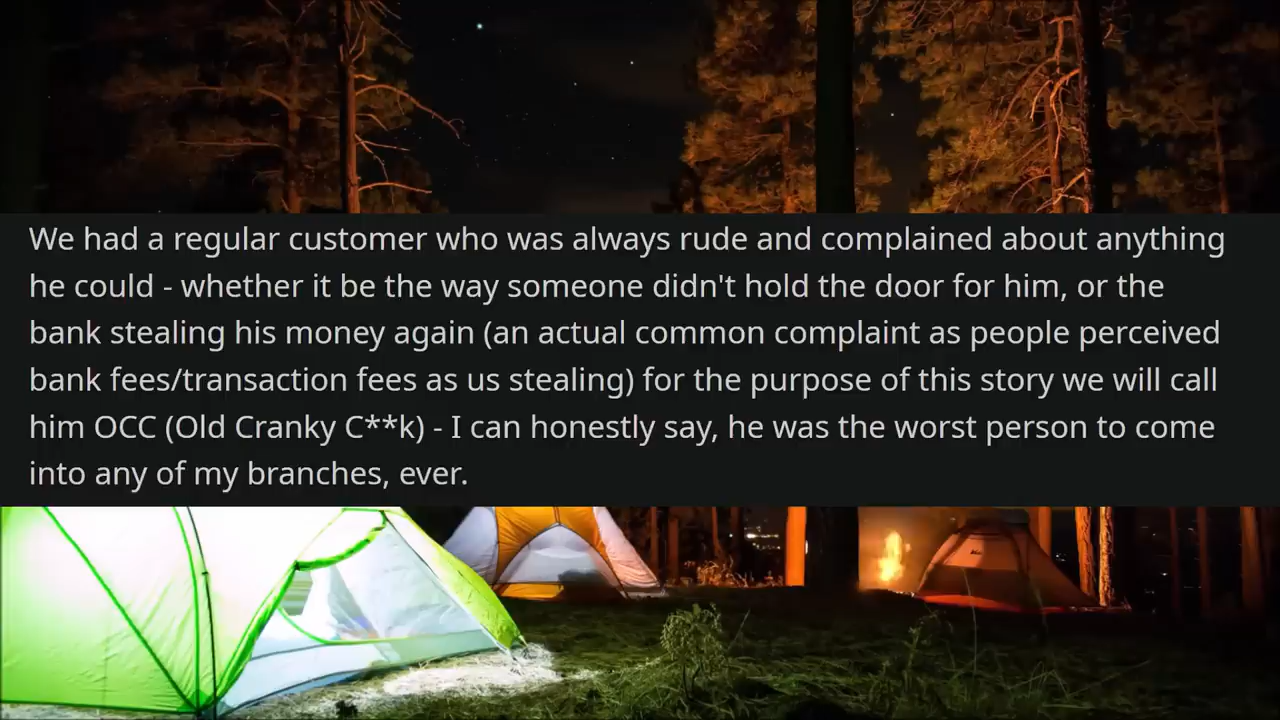 We had a regular customer who was always rude and complained about anything
he could - whether it be the way someone didn't hold the door for him, or the
bank stealing his money again (an actual common complaint as people perceived
bank fees/transaction fees as us stealing) for the purpose of this story we will call
him OCC (Old Cranky C**k) - I can honestly say, he was the worst person to come
into any of my branches, ever.